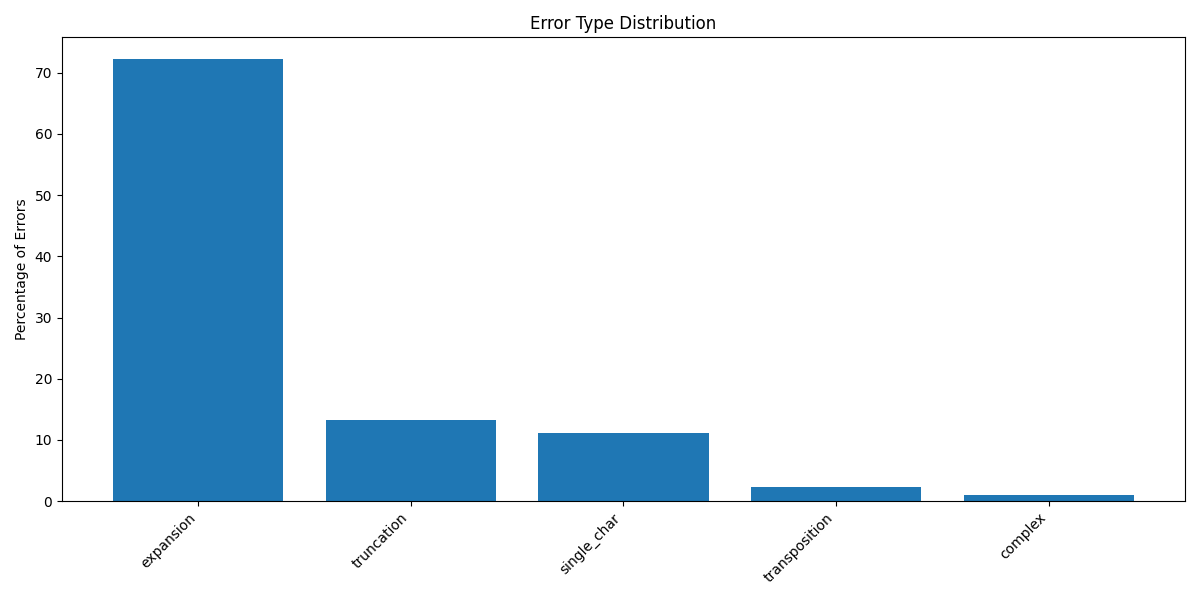 Error Type Distribution
Percentage of Errors
70
60
50
40
30
20
10
0
expansion
truncation
single_char
transposition
complex